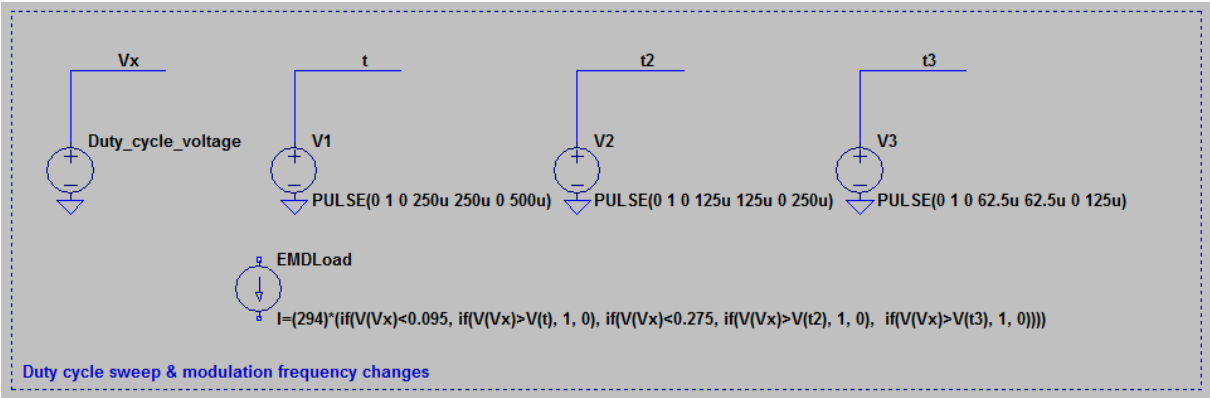 Vx
t
t2
t3
Duty_cycle_voltage
V1
V2
V3
PULSE(0 1 0 250u 250u 0 500u)
PULSE(0 1 0 125u 125u 0 250u)
PULSE(0 1 0 62.5u 62.5u 0 125u)
EMDLoad
I=(294)*(if(V(Vx)<0.095, if(V(Vx)>V(t), 1, 0), if(V(Vx)<0.275, if(V(Vx)>V(t2), 1, 0),  if(V(Vx)>V(t3), 1, 0))))
Duty cycle sweep & modulation frequency changes